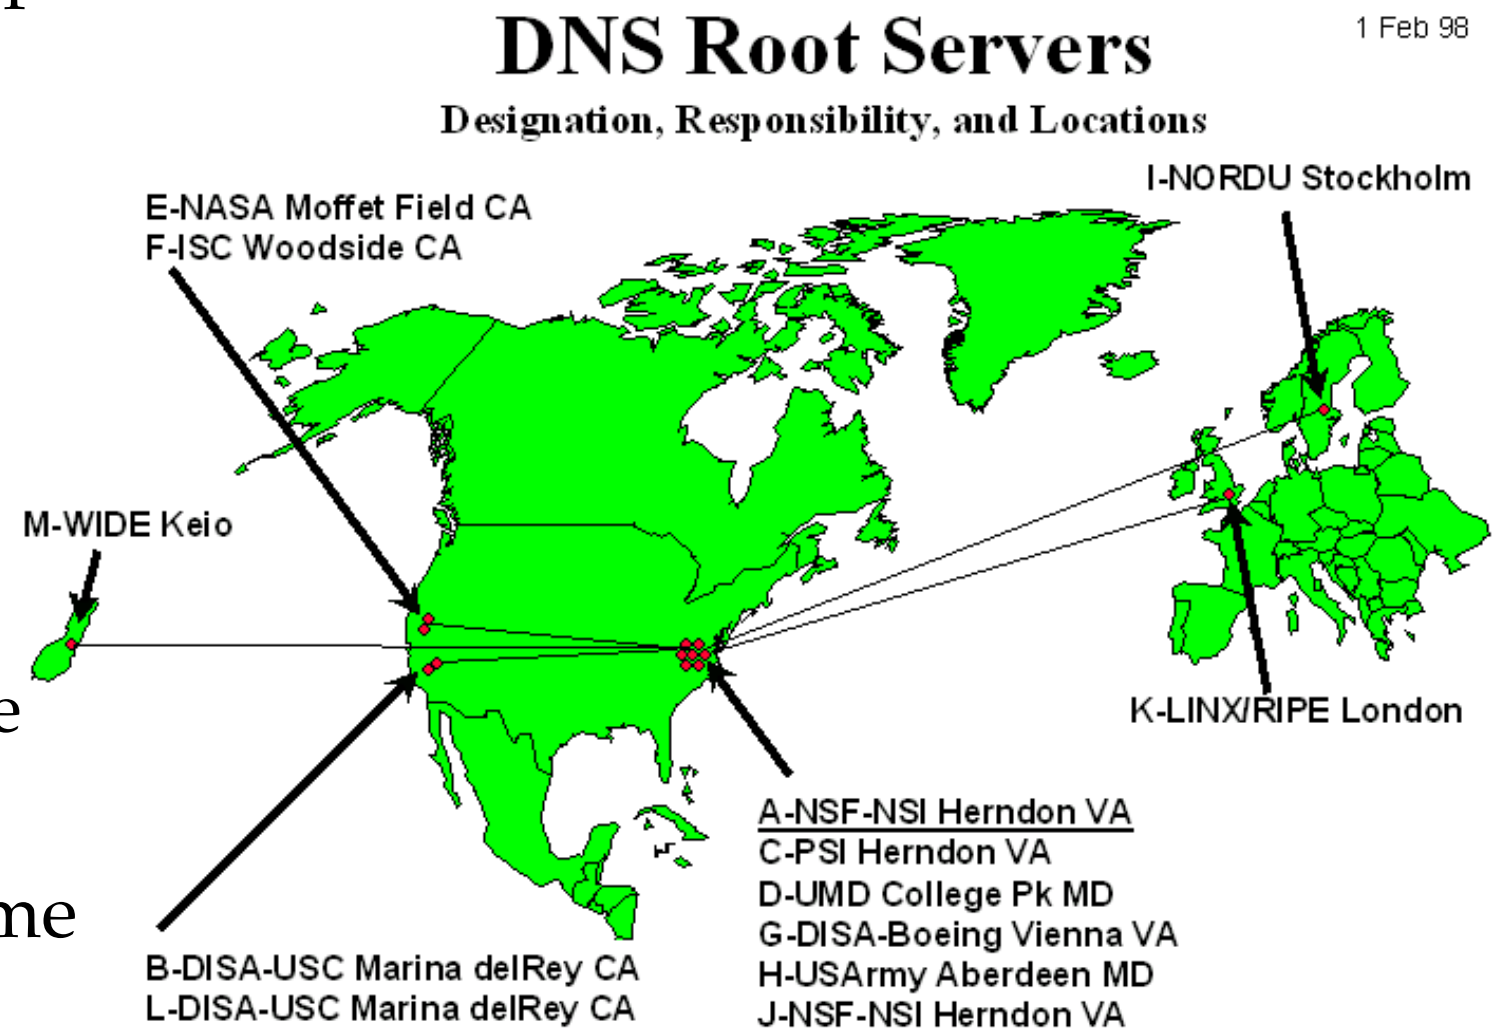 DNS Root Servers
1 Feb 98
Designation, Responsibility, and Locations
I-NORDU Stockholm
E-NASA Moffet Field CA
F-ISC Woodside CA
M-WIDE Keio
K-LINX/RIPE London
A-NSF-NSI Herndon VA
C-PSI Herndon VA
D-UMD College Pk MD
G-DISA-Boeing Vienna VA
H-USArmy Aberdeen MD
J-NSF-NSI Herndon VA
B-DISA-USC Marina delRey CA
L-DISA-USC Marina delRey CA